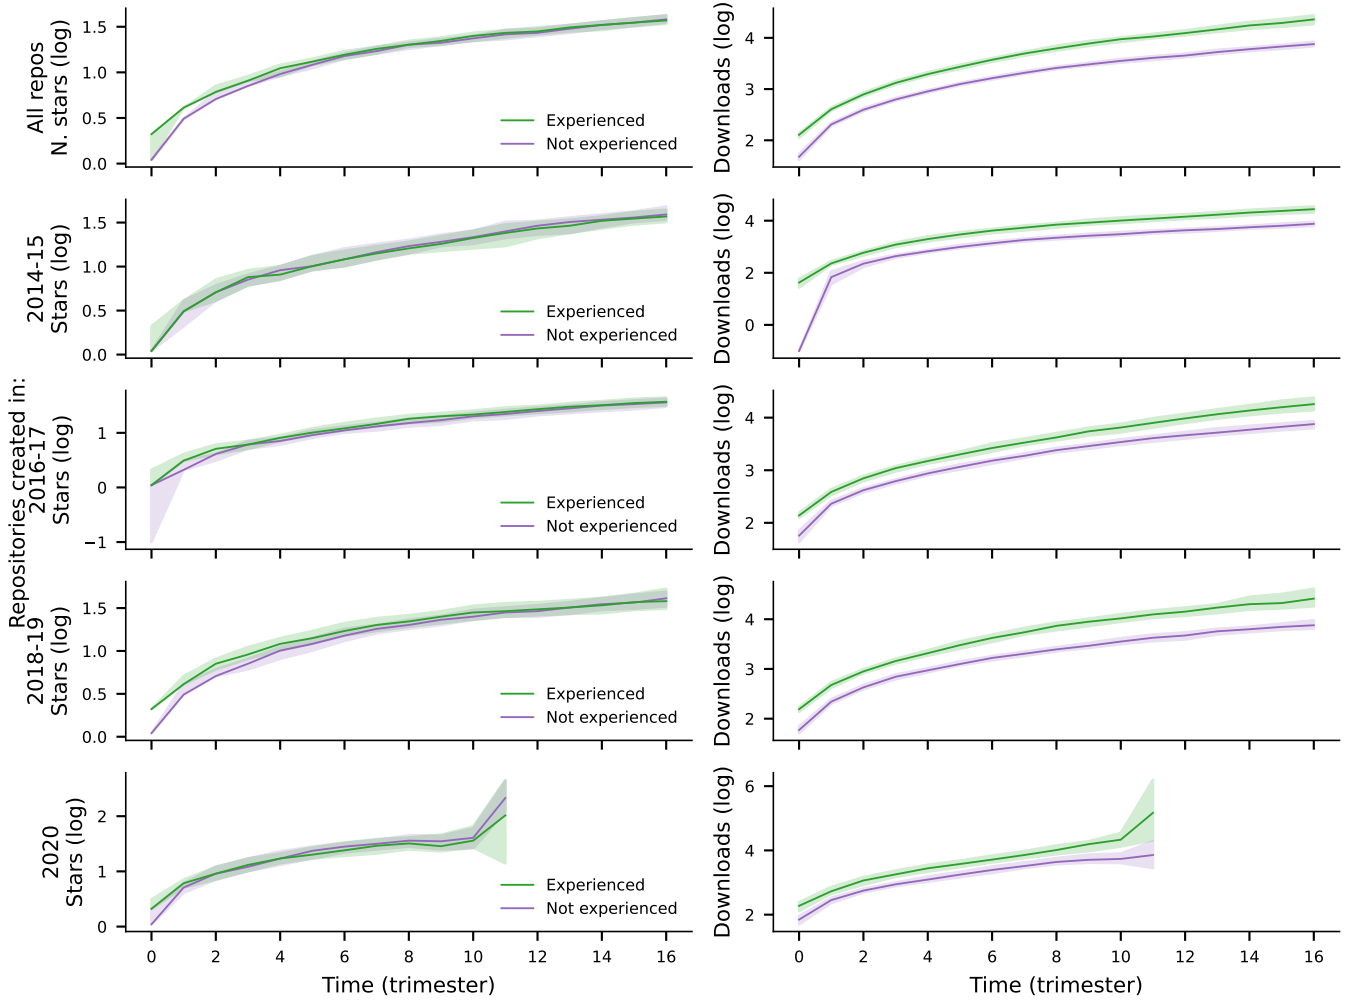 All repos
N. stars (log)
1.5
1.0
0.5
0.0
Experienced
Not experienced
Downloads (log)
4
3
2
Repositories created in:
2014-15
Stars (log)
1.5
1.0
0.5
0.0
Experienced
Not experienced
Downloads (log)
4
2
0
2016-17
Stars (log)
1
0
−1
Experienced
Not experienced
Downloads (log)
4
3
2
2018-19
Stars (log)
1.5
1.0
0.5
0.0
Experienced
Not experienced
Downloads (log)
4
3
2
2020
Stars (log)
2
1
0
Experienced
Not experienced
0 2 4 6 8 10 12 14 16
Time (trimester)
Downloads (log)
6
4
2
0 2 4 6 8 10 12 14 16
Time (trimester)